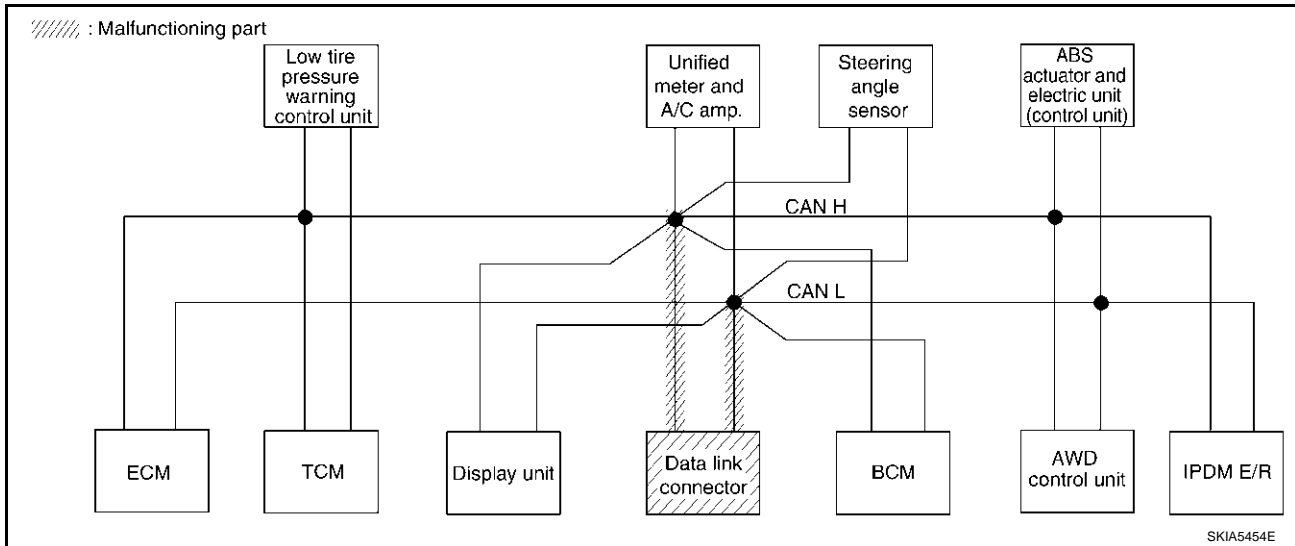 : Malfunctioning part
Low tire
pressure
warning
control unit
Unified
meter and
A/C amp.
Steering
angle
sensor
ABS
actuator and
electric unit
(control unit)
CAN H
CAN L
ECM
TCM
Display unit
Data link
connector
BCM
AWD
control unit
IPDM E/R
SKIA5454E